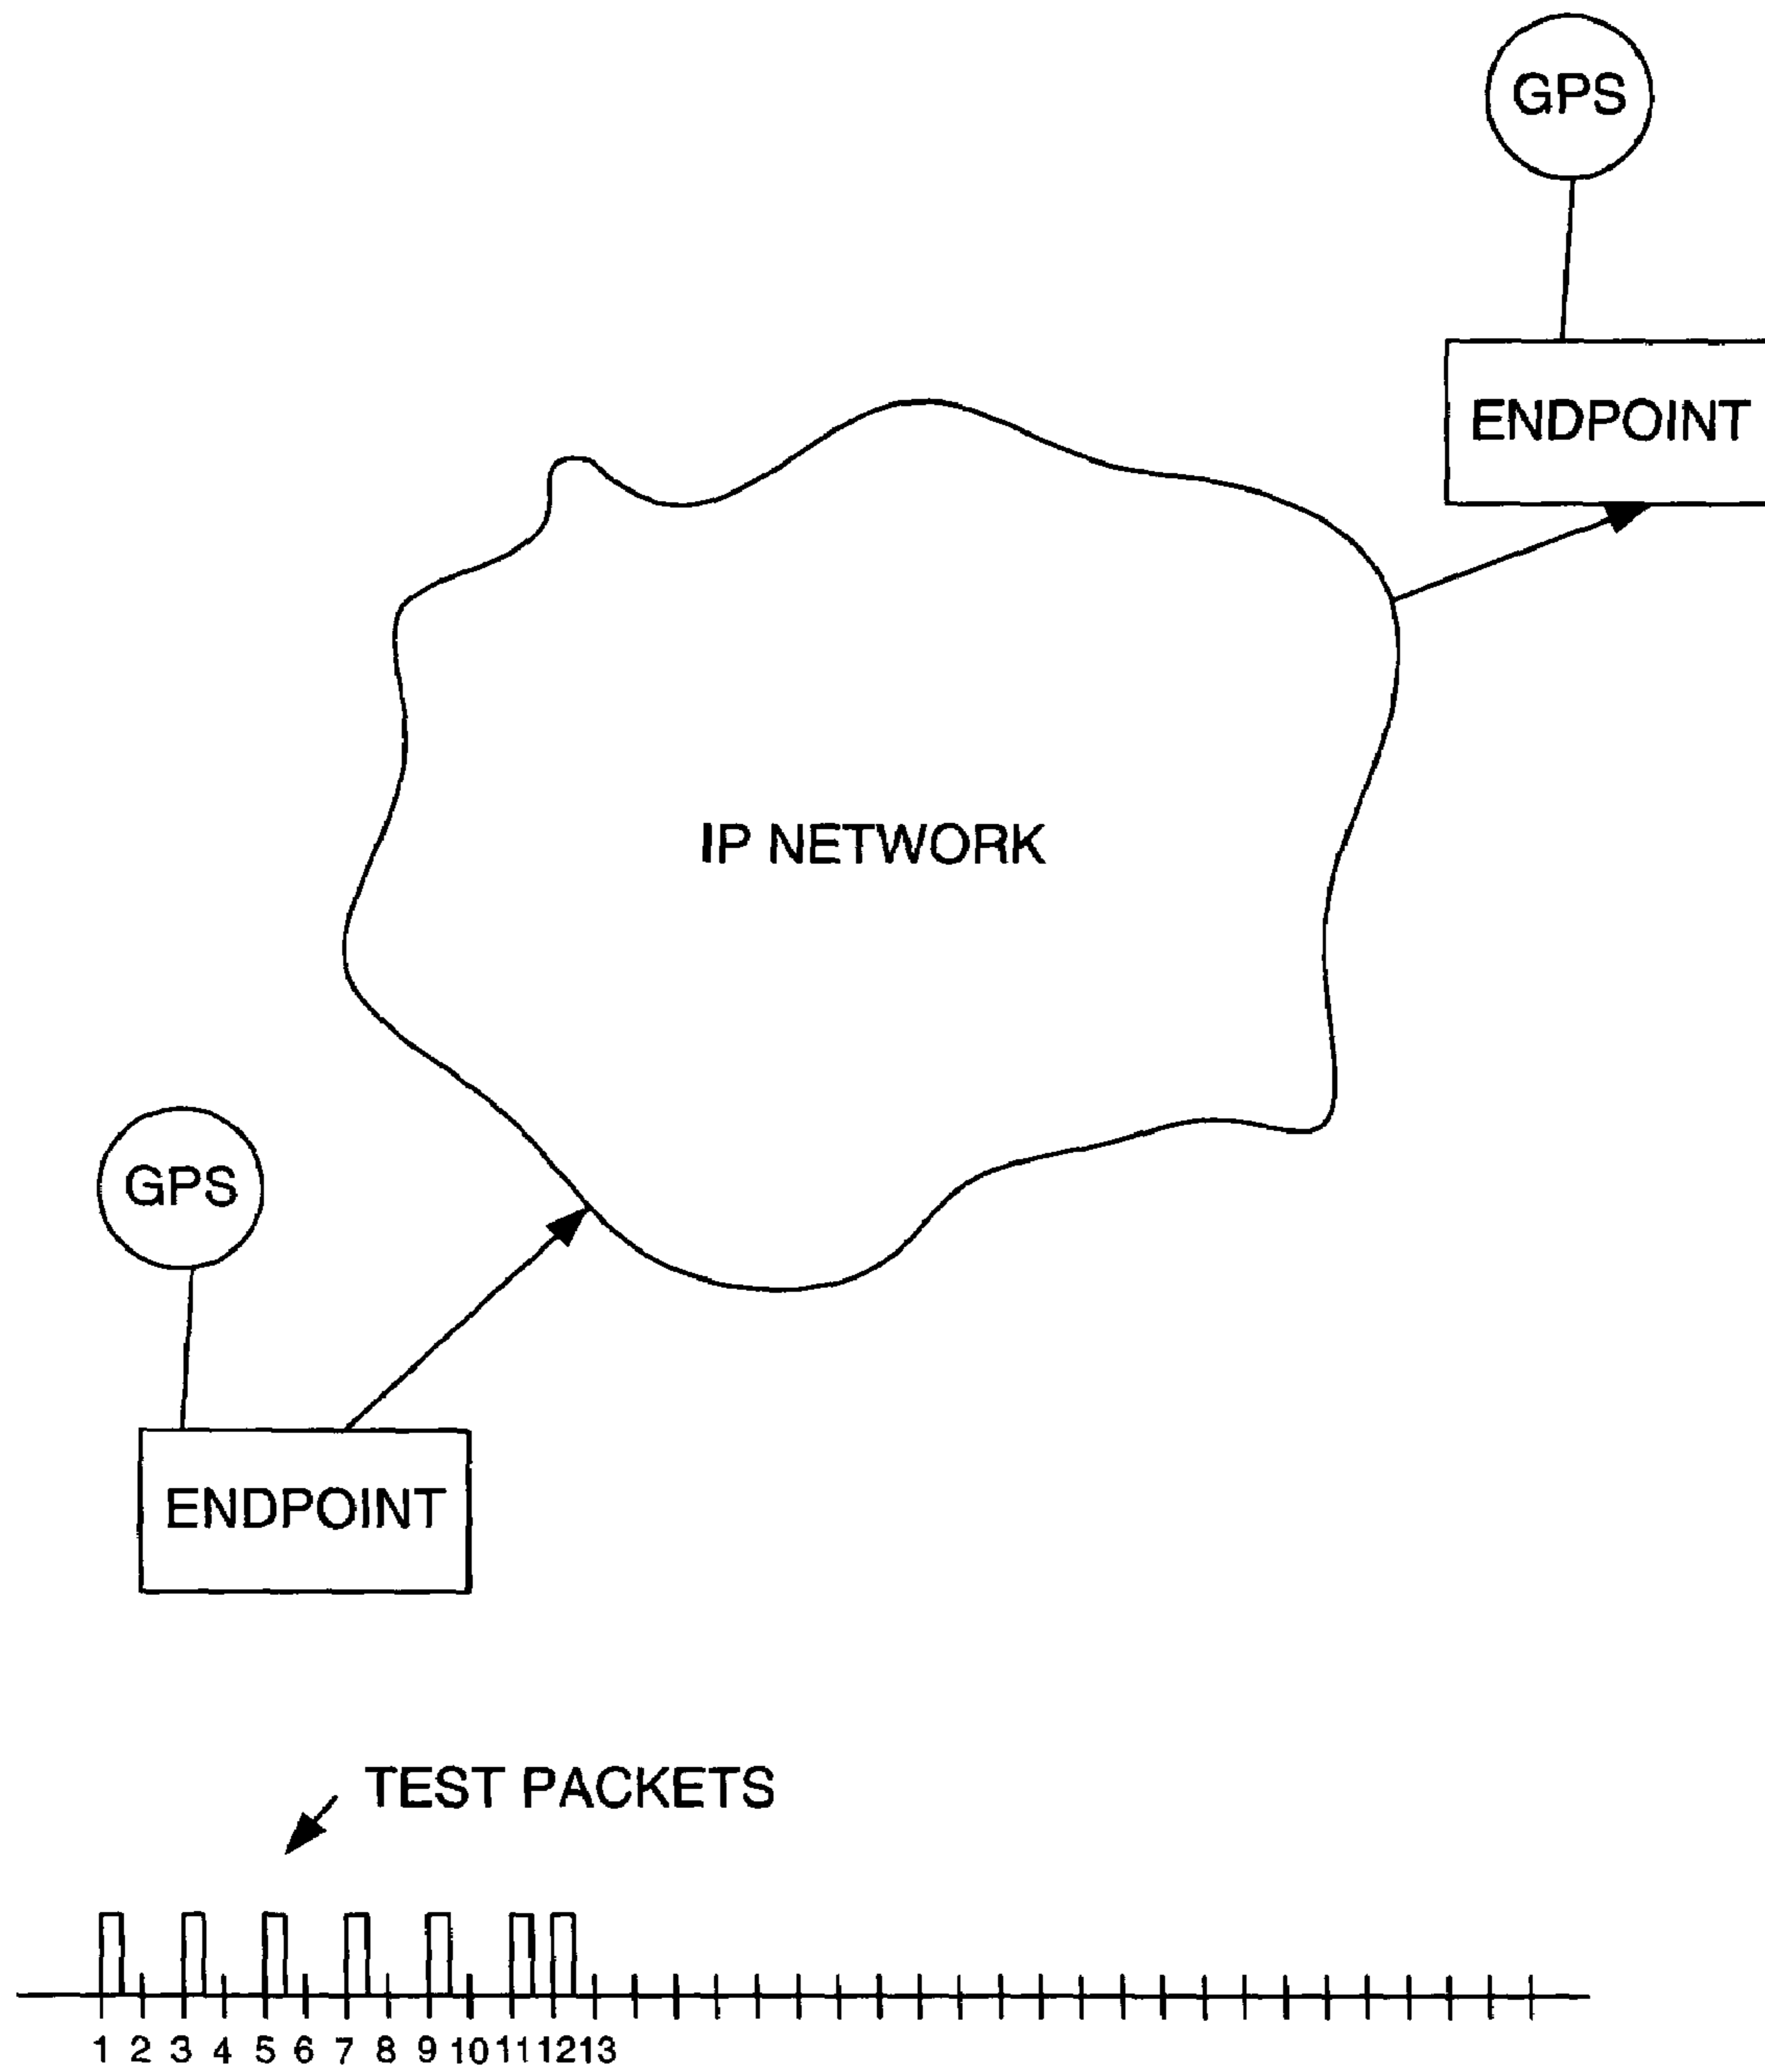 GPS
ENDPOINT
IP NETWORK
GPS
ENDPOINT
TEST PACKETS
1 2 3 4 5 6 7 8 9 10 11 12 13